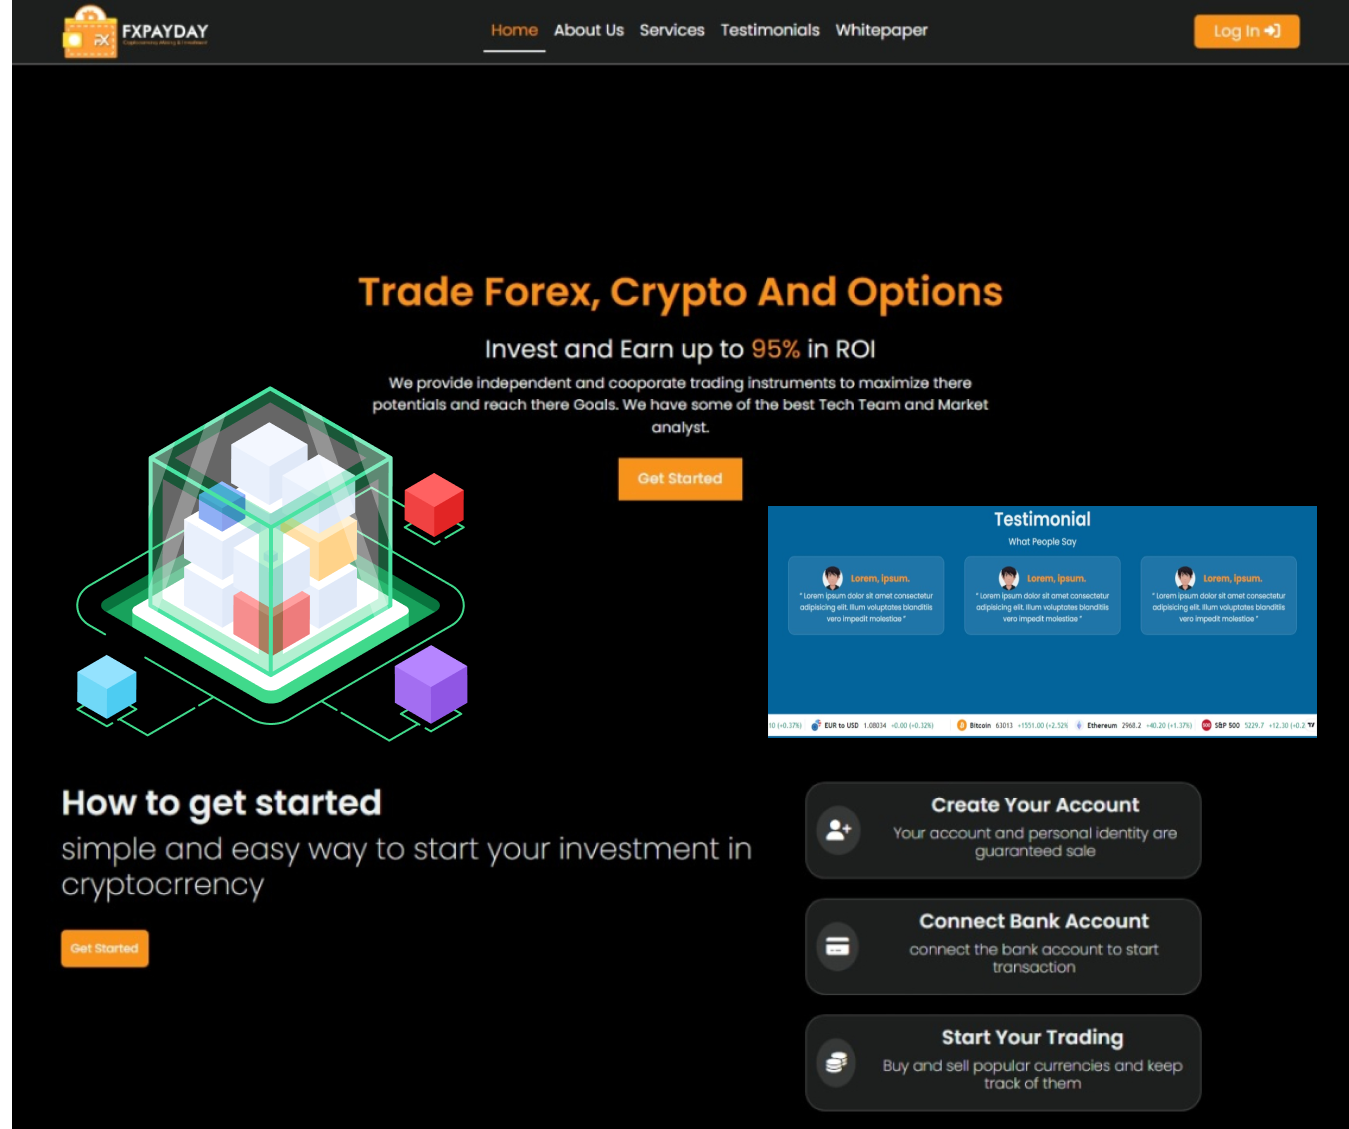 FXPAYDAY
Cryptocurrency Mining & Investment
Home About Us Services Testimonials Whitepaper
Log In
FX
Trade Forex, Crypto And Options
Invest and Earn up to 95% in ROI
We provide independent and cooporate trading instruments to maximize there
potentials and reach there Goals. We have some of the best Tech Team and Market
analyst.
Get Started
Testimonial
What People Say
Lorem, ipsum.
" Lorem ipsum dolor sit amet consectetur
adipisicing elit. Illum voluptates blanditiis
vero impedit molestiae "
Lorem, ipsum.
" Lorem ipsum dolor sit amet consectetur
adipisicing elit. Illum voluptates blanditiis
vero impedit molestiae "
Lorem, ipsum.
" Lorem ipsum dolor sit amet consectetur
adipisicing elit. Illum voluptates blanditiis
vero impedit molestiae "
10 (+0.37%) EUR to USD 1.08034 +0.00 (+0.32%) Bitcoin 63013 +1551.00 (+2.52% Ethereum 2968.2 +40.20 (+1.37%) 500 S&P 500 5229.7 +12.30 (+0.2
How to get started
simple and easy way to start your investment in
cryptocrrency
Get Started
Create Your Account
Your account and personal identity are
guaranteed sale
Connect Bank Account
connect the bank account to start
transaction
Start Your Trading
Buy and sell popular currencies and keep
track of them